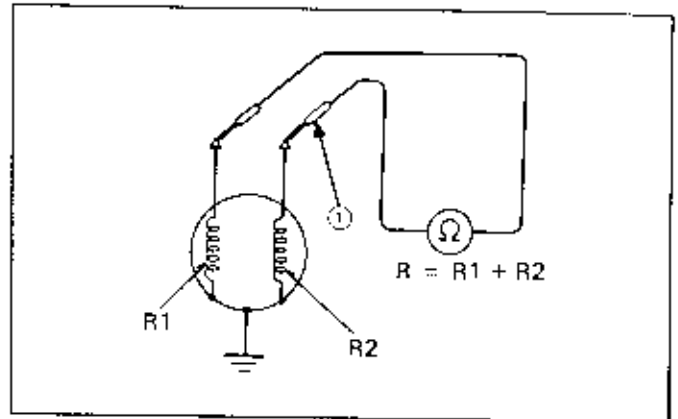 ①
Ω
R = R1 + R2
R1
R2